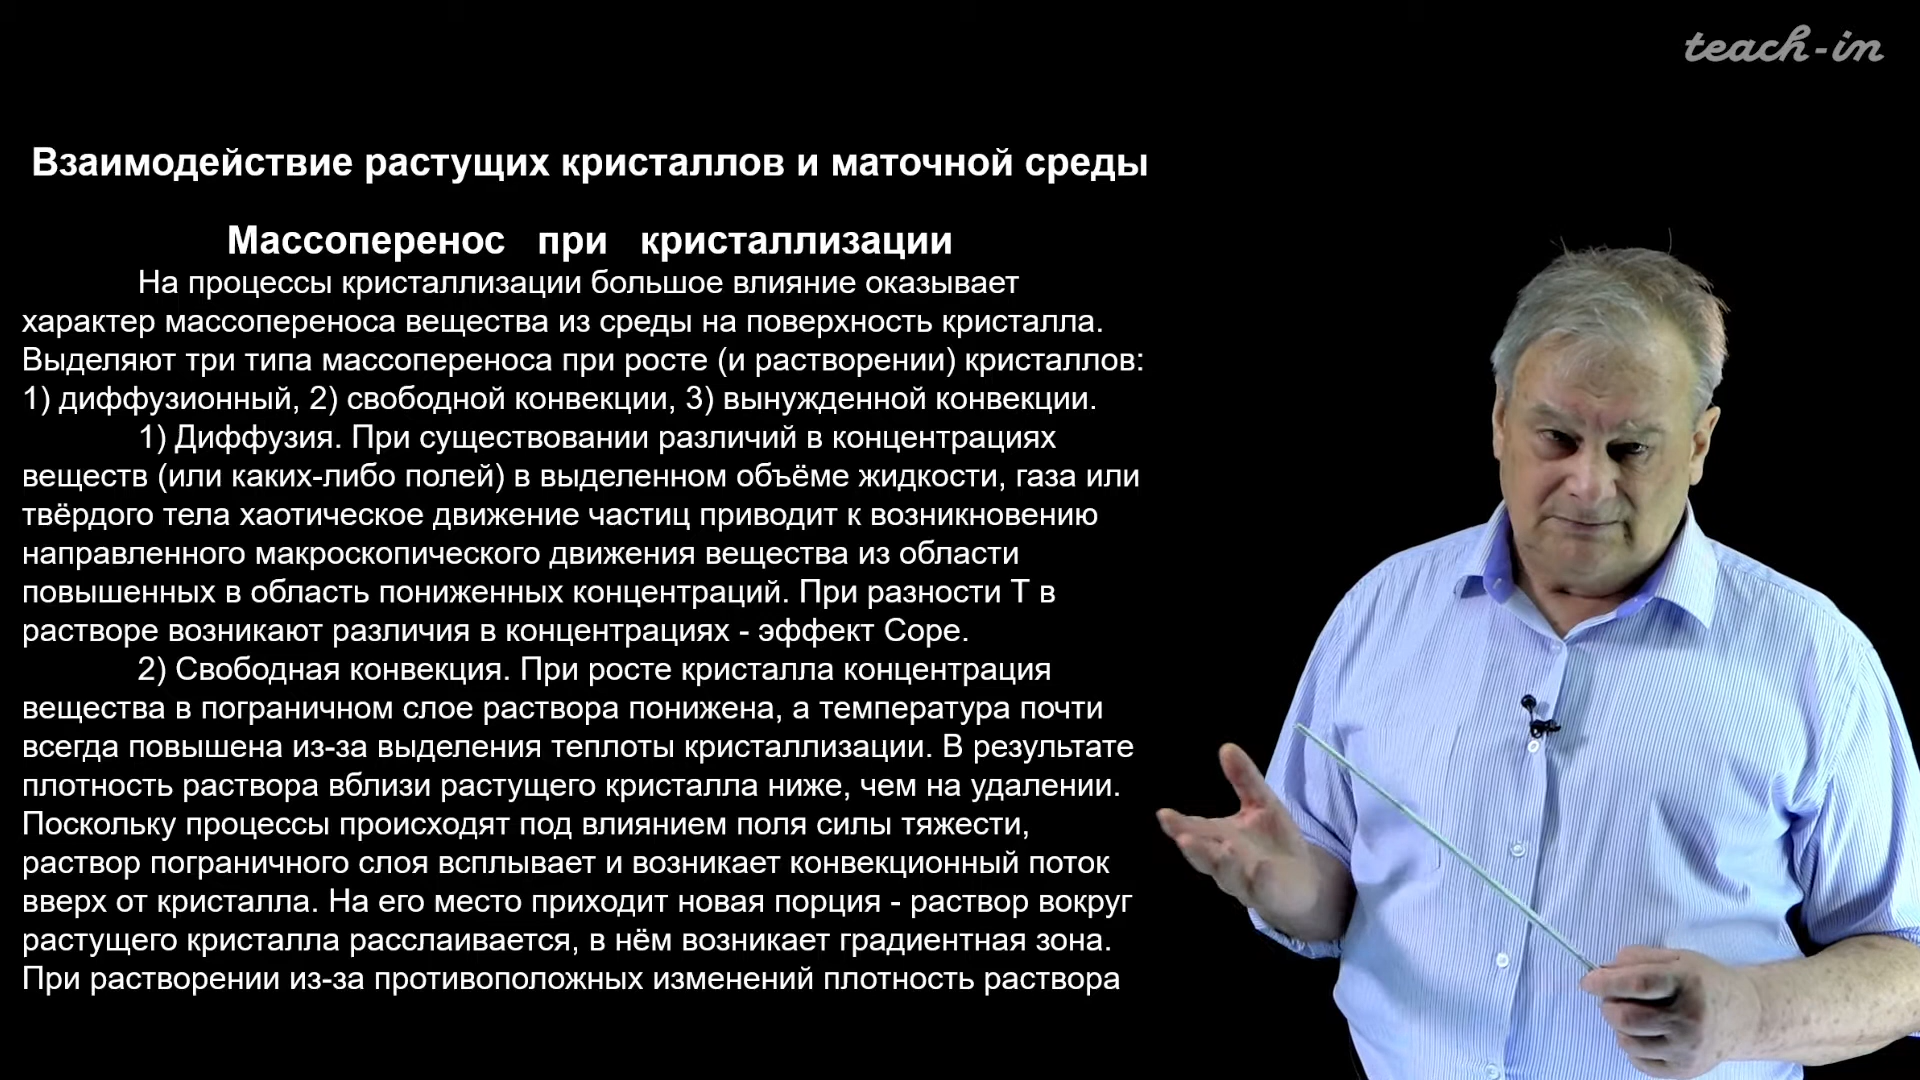 teach-in
Взаимодействие растущих кристаллов и маточной среды
Массоперенос при кристаллизации
На процессы кристаллизации большое влияние оказывает
характер массопереноса вещества из среды на поверхность кристалла.
Выделяют три типа массопереноса при росте (и растворении) кристаллов:
1) диффузионный, 2) свободной конвекции, 3) вынужденной конвекции.
1) Диффузия. При существовании различий в концентрациях
веществ (или каких-либо полей) в выделенном объёме жидкости, газа или
твёрдого тела хаотическое движение частиц приводит к возникновению
направленного макроскопического движения вещества из области
повышенных в область пониженных концентраций. При разности Т в
растворе возникают различия в концентрациях - эффект Соре.
2) Свободная конвекция. При росте кристалла концентрация
вещества в пограничном слое раствора понижена, а температура почти
всегда повышена из-за выделения теплоты кристаллизации. В результате
плотность раствора вблизи растущего кристалла ниже, чем на удалении.
Поскольку процессы происходят под влиянием поля силы тяжести,
раствор пограничного слоя всплывает и возникает конвекционный поток
вверх от кристалла. На его место приходит новая порция - раствор вокруг
растущего кристалла расслаивается, в нём возникает градиентная зона.
При растворении из-за противоположных изменений плотность раствора